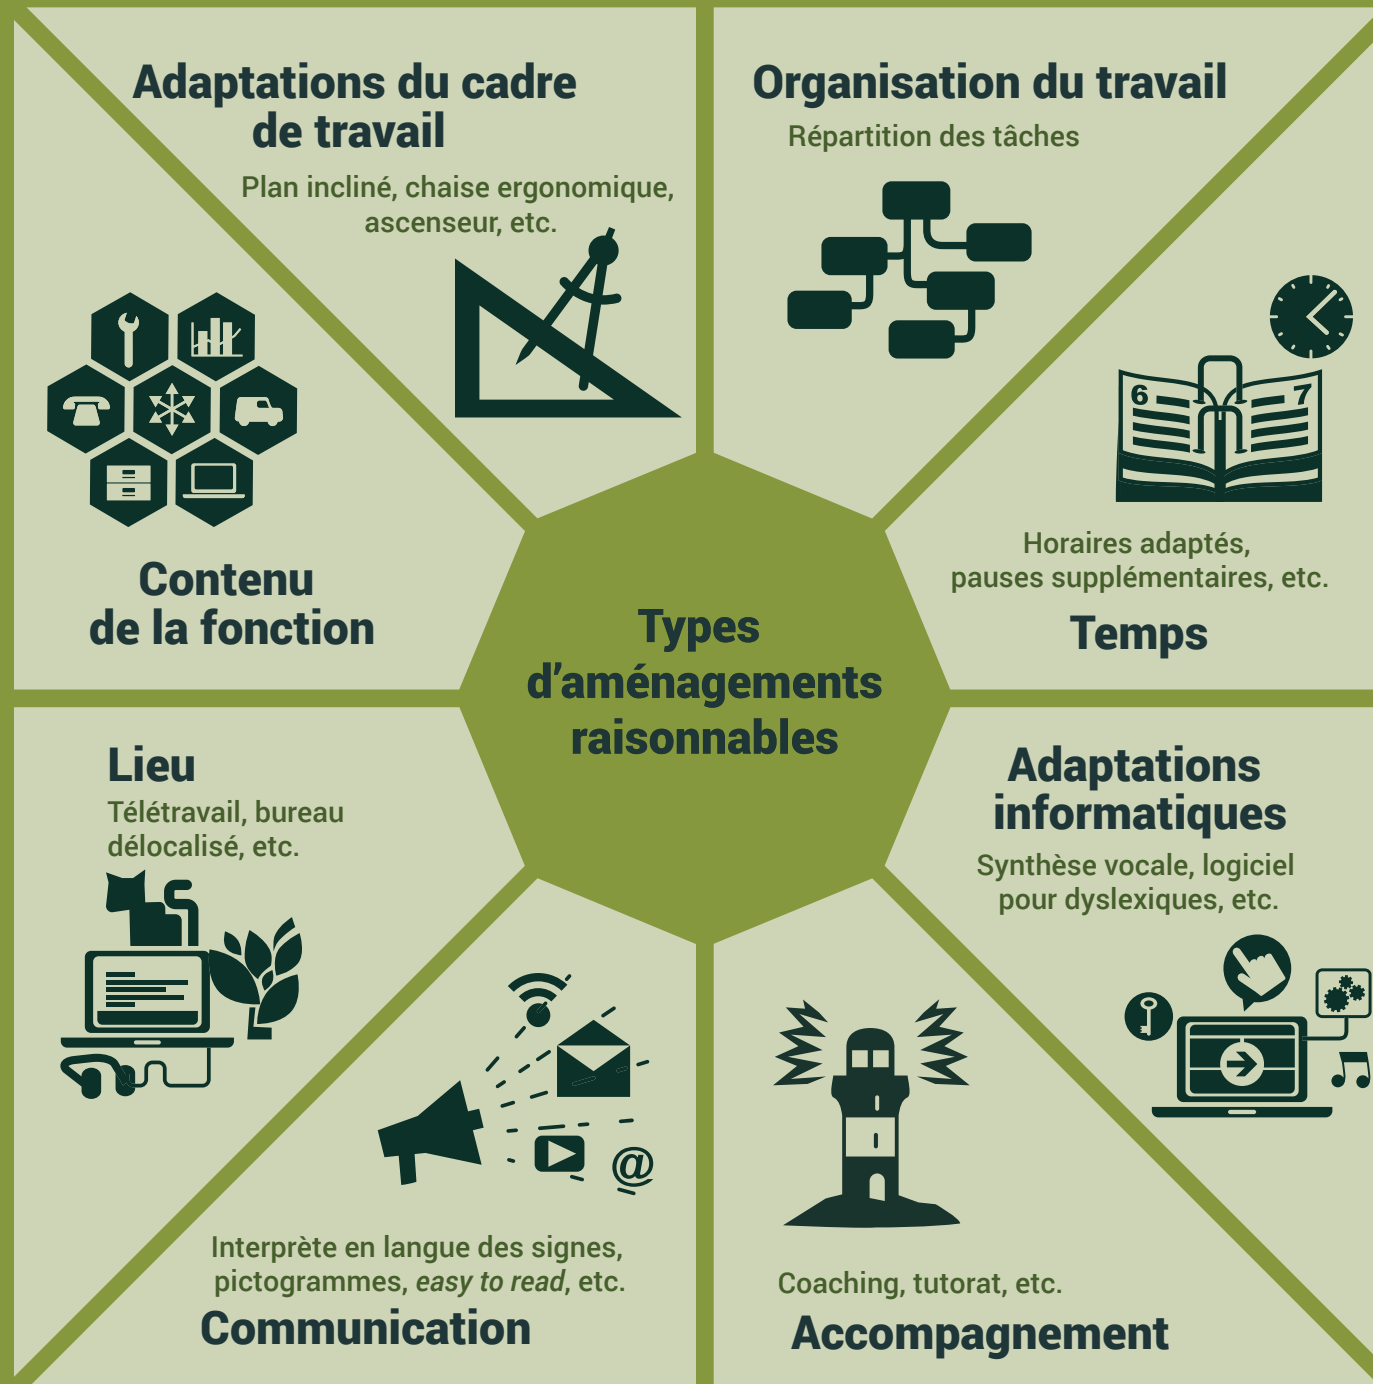 Adaptations du cadre
de travail
Plan incliné, chaise ergonomique,
ascenseur, etc.
Organisation du travail
Répartition des tâches
6
7
Horaires adaptés,
pauses supplémentaires, etc.
Temps
Contenu
de la fonction
Types
d'aménagements
raisonnables
Lieu
Télétravail, bureau
délocalisé, etc.
Adaptations
informatiques
Synthèse vocale, logiciel
pour dyslexiques, etc.
@
Interprète en langue des signes,
pictogrammes, easy to read, etc.
Communication
Coaching, tutorat, etc.
Accompagnement